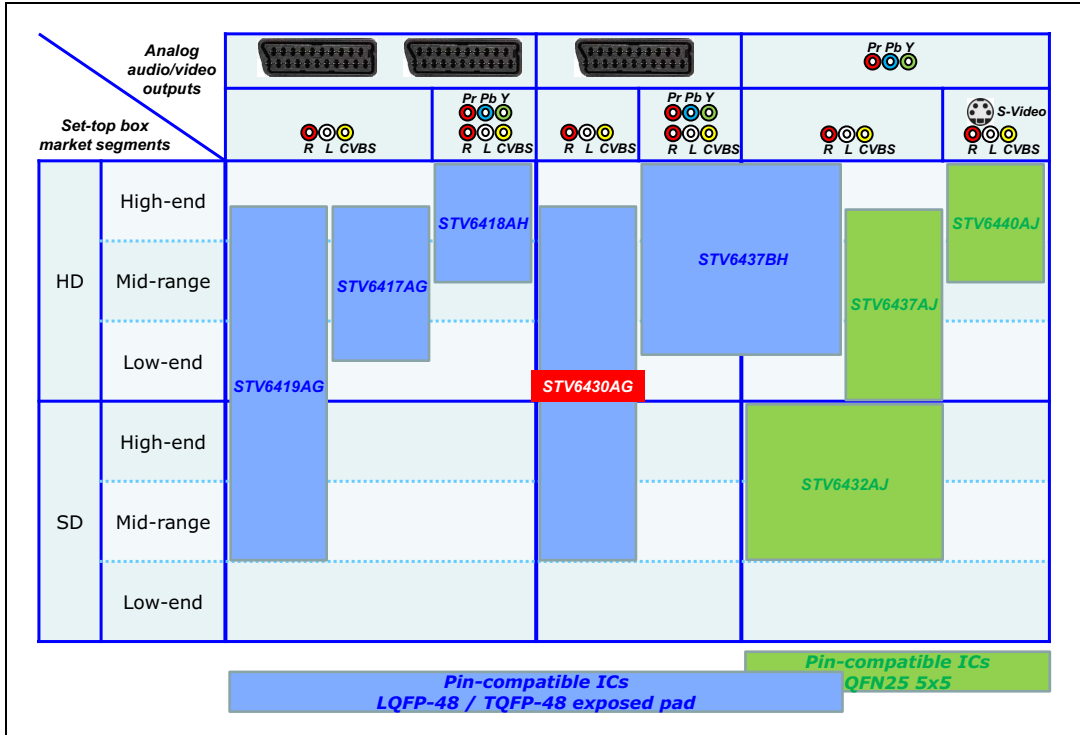 Analog
audio/video
outputs
Set-top box
market segments
Pr Pb Y
Pr Pb Y
Pr Pb Y
S-Video
R L CVBS
R L CVBS
R L CVBS
R L CVBS
R L CVBS
R L CVBS
HD
High-end
Mid-range
Low-end
SD
High-end
Mid-range
Low-end
STV6419AG
STV6417AG
STV6418AH
STV6430AG
STV6437BH
STV6437AJ
STV6440AJ
STV6432AJ
Pin-compatible ICs
QFN25 5x5
Pin-compatible ICs
LQFP-48 / TQFP-48 exposed pad